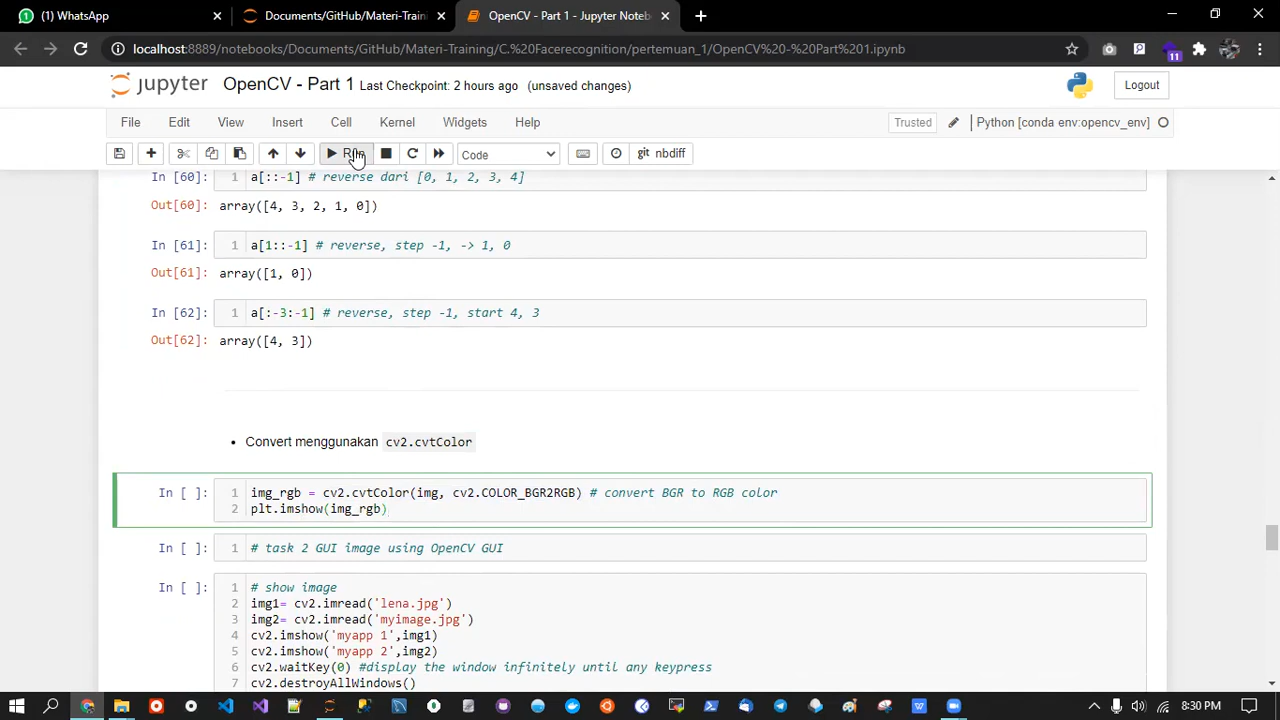 WhatsApp
Documents/GitHub/Materi-Train
OpenCV - Part 1 - Jupyter Noteb
localhost:8889/notebooks/Documents/GitHub/Materi-Training/C.%20Facerecognition/pertemuan_1/OpenCV%20-%20Part%201.ipynb
11
jupyter OpenCV - Part 1 Last Checkpoint: 2 hours ago (unsaved changes)
Logout
File Edit View Insert Cell Kernel Widgets Help
Trusted Python [conda env:opencv_env]
Run Code git nbdiff
In [60]: 1 a[::-1] # reverse dari [0, 1, 2, 3, 4]
Out[60]: array([4, 3, 2, 1, 0])
In [61]: 1 a[1::-1] # reverse, step -1, -> 1, 0
Out[61]: array([1, 0])
In [62]: 1 a[:-3:-1] # reverse, step -1, start 4, 3
Out[62]: array([4, 3])
• Convert menggunakan cv2.cvtColor
In [ ]: 1 img_rgb = cv2.cvtColor(img, cv2.COLOR_BGR2RGB) # convert BGR to RGB color
2 plt.imshow(img_rgb)
In [ ]: 1 # task 2 GUI image using OpenCV GUI
In [ ]: 1 # show image
2 img1= cv2.imread('lena.jpg')
3 img2= cv2.imread('myimage.jpg')
4 cv2.imshow('myapp 1',img1)
5 cv2.imshow('myapp 2',img2)
6 cv2.waitKey(0) #display the window infinitely until any keypress
7 cv2.destroyAllWindows()
8:30 PM